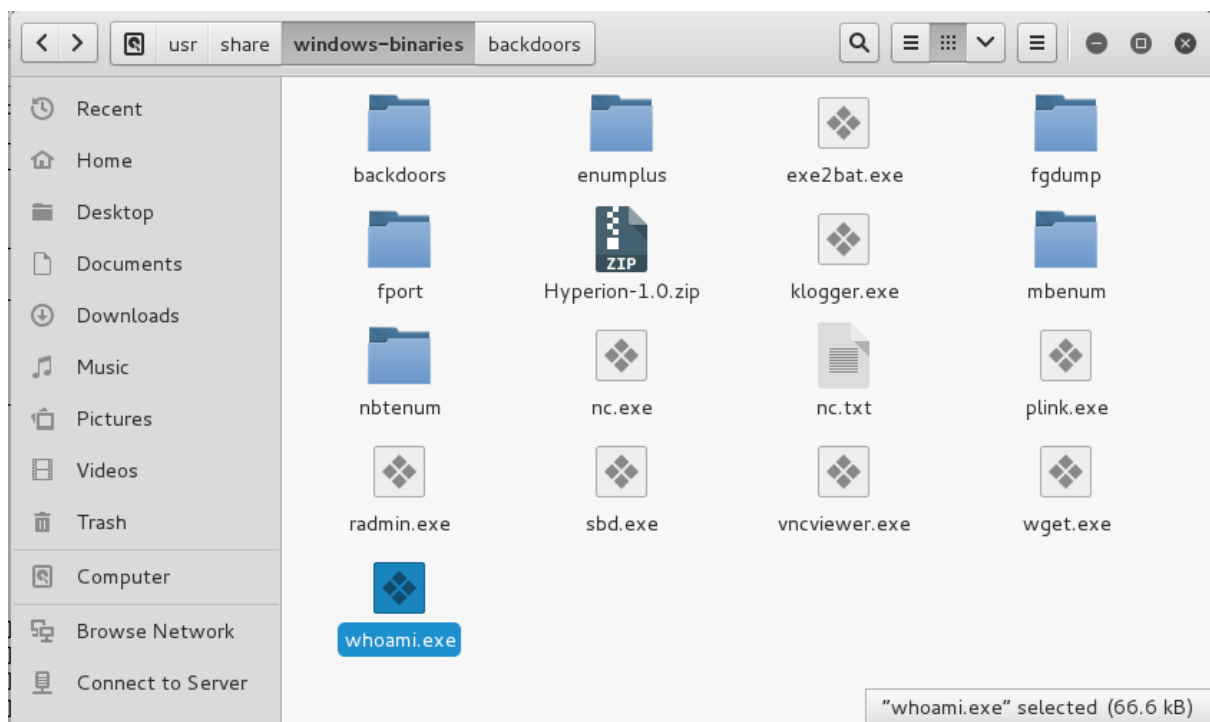 usr share windows-binaries backdoors
Recent
Home
Desktop
Documents
Downloads
Music
Pictures
Videos
Trash
Computer
Browse Network
Connect to Server
backdoors enumplus exe2bat.exe fgdump
ZIP
fport Hyperion-1.0.zip klogger.exe mbenum
nbtenum nc.exe nc.txt plink.exe
radmin.exe sbd.exe vncviewer.exe wget.exe
whoami.exe
"whoami.exe" selected (66.6 kB)